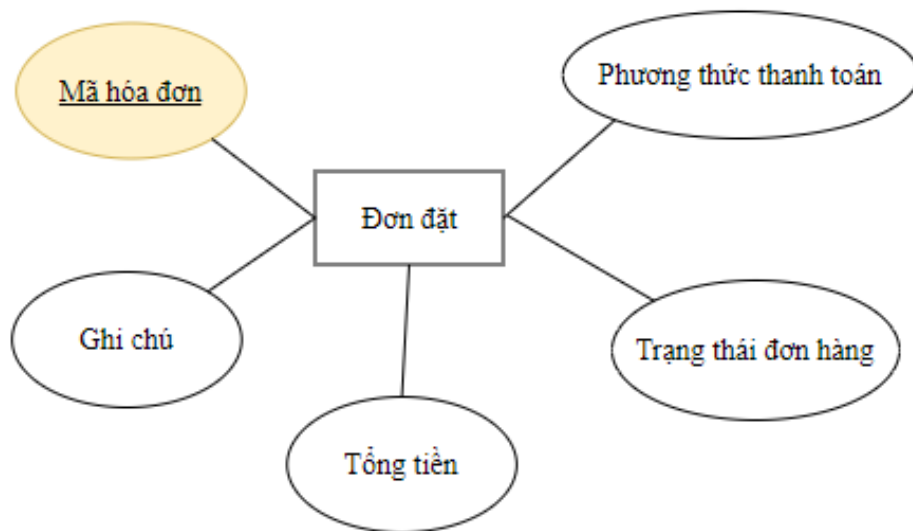 Mã hóa đơn
Phương thức thanh toán
Đơn đặt
Ghi chú
Trạng thái đơn hàng
Tổng tiền